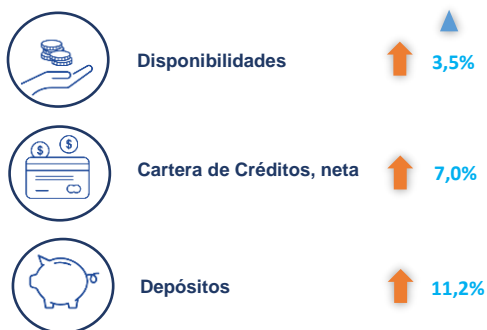 Disponibilidades 3,5%
$ $
Cartera de Créditos, neta 7,0%
Depósitos 11,2%